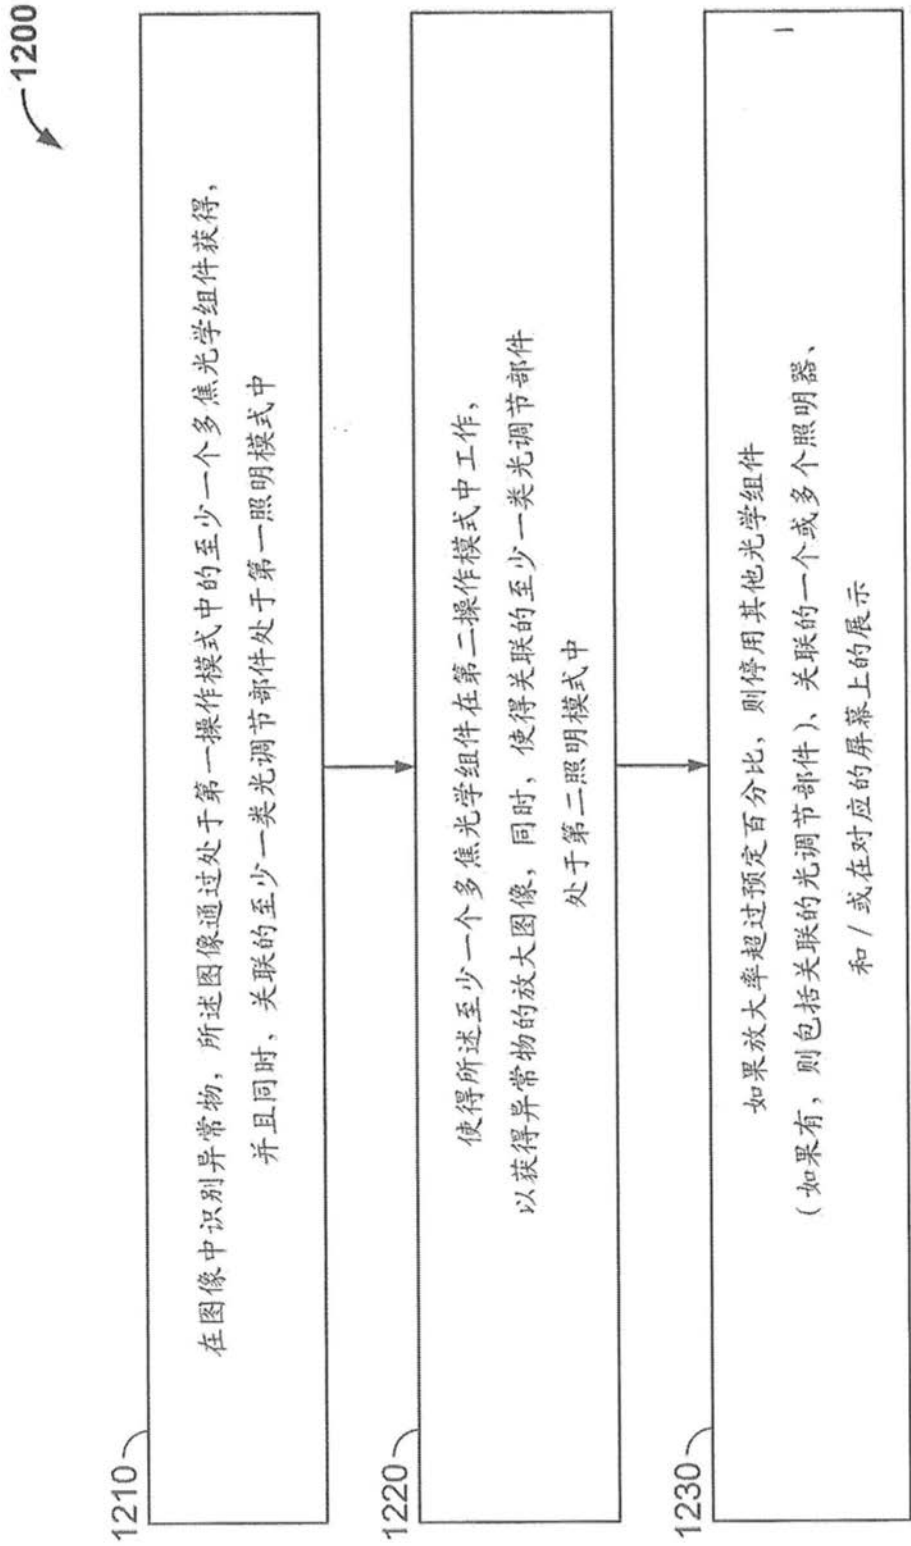 1200
1210
在图像中识别异常物，所述图像通过处于第一操作模式中的至少一个多焦光学组件获得，
并且同时，关联的至少一类光调节部件处于第一照明模式中
1220
使得所述至少一个多焦光学组件在第二操作模式中工作，
以获得异常物的放大图像，同时，使得关联的至少一类光调节部件
处于第二照明模式中
1230
如果放大率超过预定百分比，则停用其他光学组件
（如果有，则包括关联的光调节部件）、关联的一个或多个照明器、
和/或在对应的屏幕上的展示